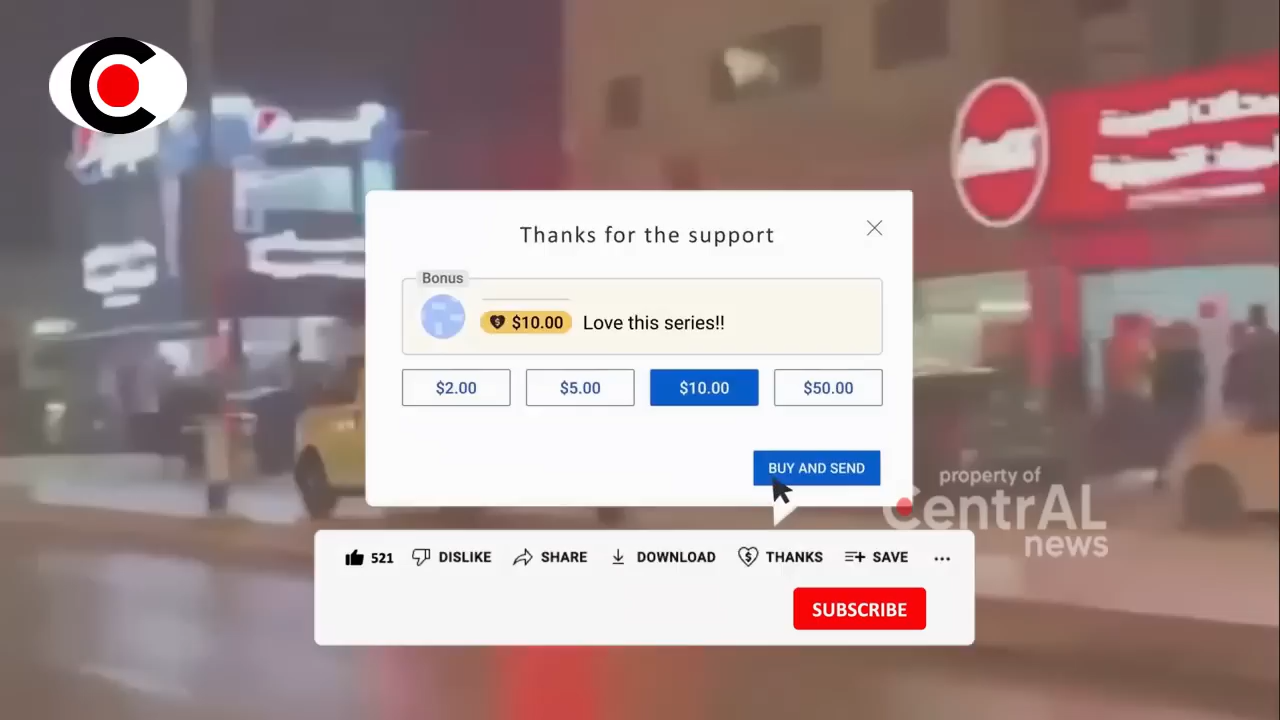 Thanks for the support
Bonus
$10.00 Love this series!!
$2.00 $5.00 $10.00 $50.00
BUY AND SEND
property of
CentrAL
news
521 DISLIKE SHARE DOWNLOAD THANKS SAVE
SUBSCRIBE